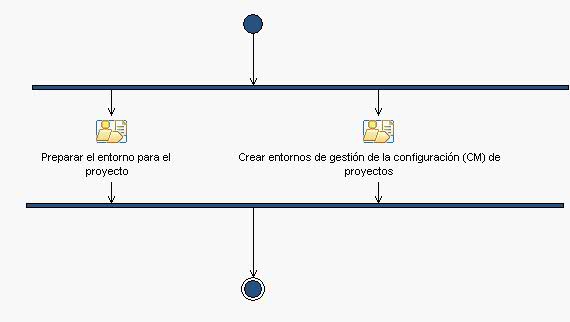 Preparar el entorno para el
proyecto
Crear entornos de gestión de la configuración (CM) de
proyectos